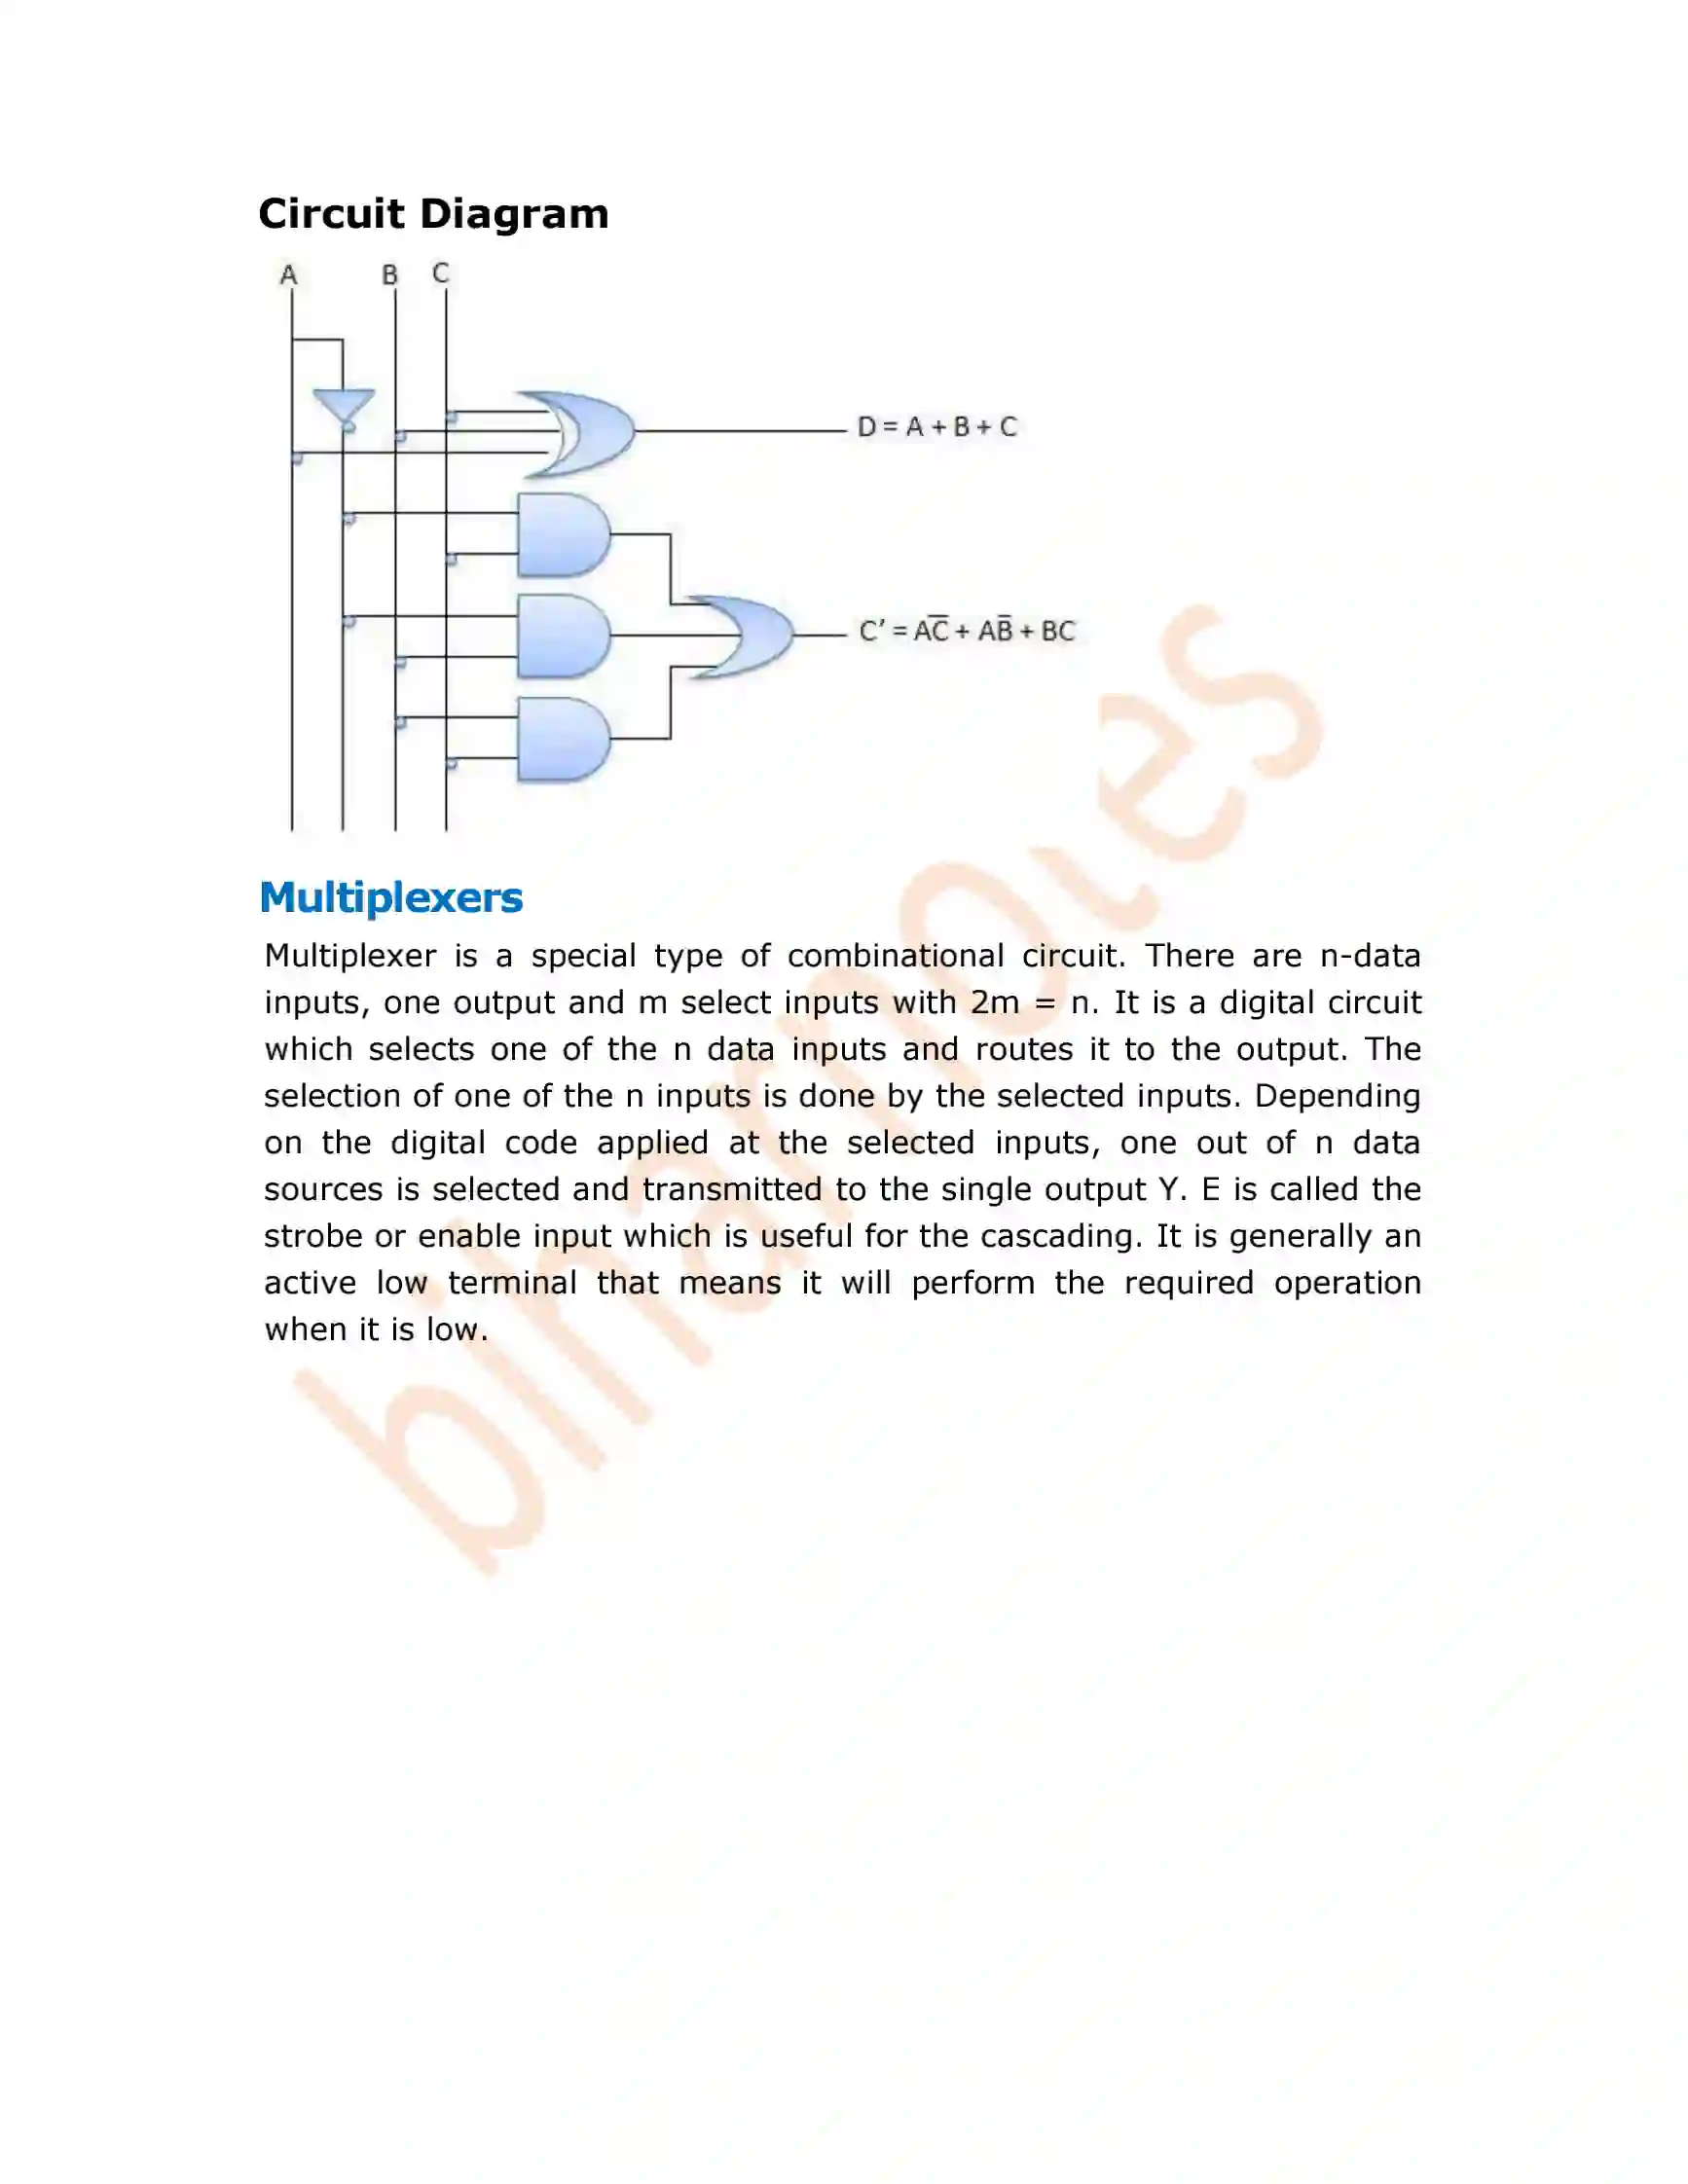 Circuit Diagram
A B C
D = A + B + C
C’ = AC̅ + AB̅ + BC
Multiplexers
Multiplexer is a special type of combinational circuit. There are n-data
inputs, one output and m select inputs with 2m = n. It is a digital circuit
which selects one of the n data inputs and routes it to the output. The
selection of one of the n inputs is done by the selected inputs. Depending
on the digital code applied at the selected inputs, one out of n data
sources is selected and transmitted to the single output Y. E is called the
strobe or enable input which is useful for the cascading. It is generally an
active low terminal that means it will perform the required operation
when it is low.
biharnotes